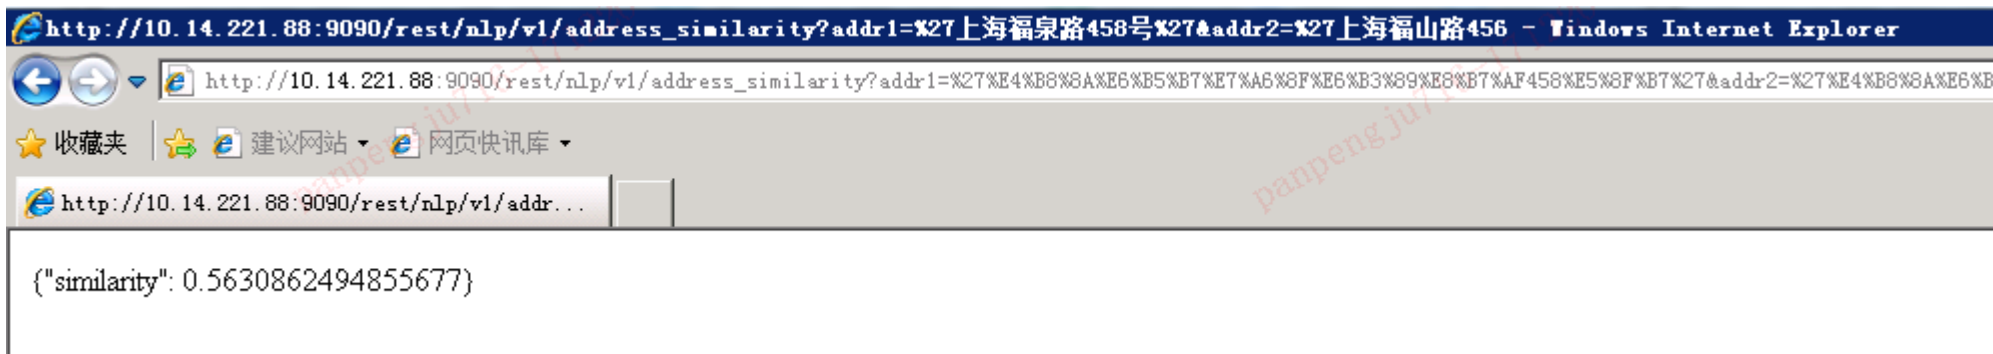 http://10.14.221.88:9090/rest/nlp/v1/address_similarity?addr1=%27上海福泉路458号%27&addr2=%27上海福山路456 - Windows Internet Explorer
http://10.14.221.88:9090/rest/nlp/v1/address_similarity?addr1=%27%E4%B8%8A%E6%B5%B7%E7%A6%8F%E6%B3%89%E8%B7%AF458%E5%8F%B7%27&addr2=%27%E4%B8%8A%E6%B
收藏夹 建议网站 网页快讯库
http://10.14.221.88:9090/rest/nlp/v1/addr...
{"similarity": 0.5630862494855677}